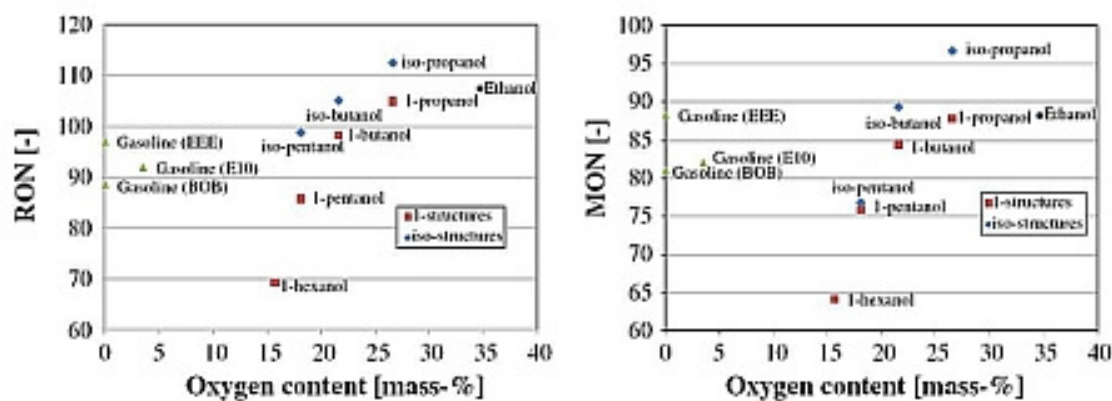 120
110
iso-propanol
Ethanol
1-propanol
iso-butanol
100
Gasoline (EEE)
iso-pentanol
1-butanol
Gasoline (E10)
90
Gasoline (BOB)
1-pentanol
80
1-structures
iso-structures
70
1-hexanol
60
0 5 10 15 20 25 30 35 40
RON [-]
Oxygen content [mass-%]
100
iso-propanol
95
90
Gasoline (EEE)
iso-butanol
1-propanol
Ethanol
85
1-butanol
Gasoline (E10)
80
Gasoline (BOB)
iso-pentanol
75
1-pentanol
1-structures
iso-structures
70
65
1-hexanol
60
0 5 10 15 20 25 30 35 40
MON [-]
Oxygen content [mass-%]